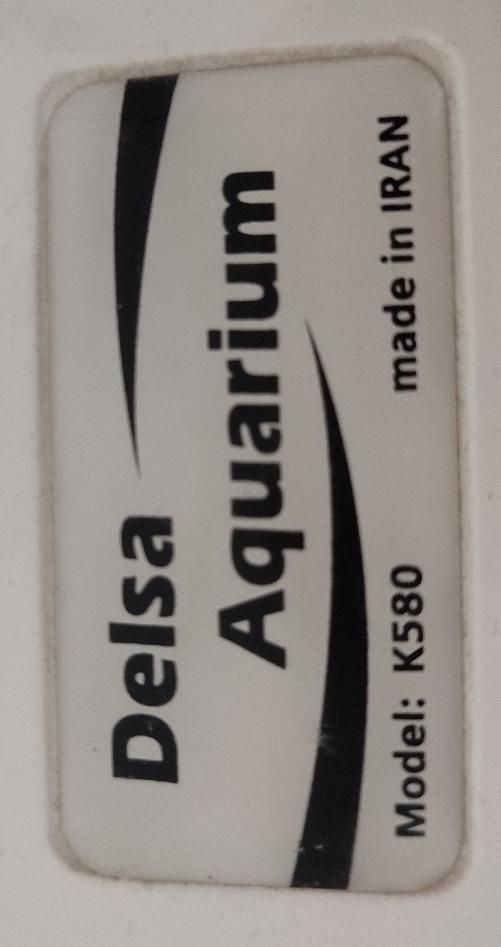 Delsa
Aquarium
Model: K580 made in IRAN